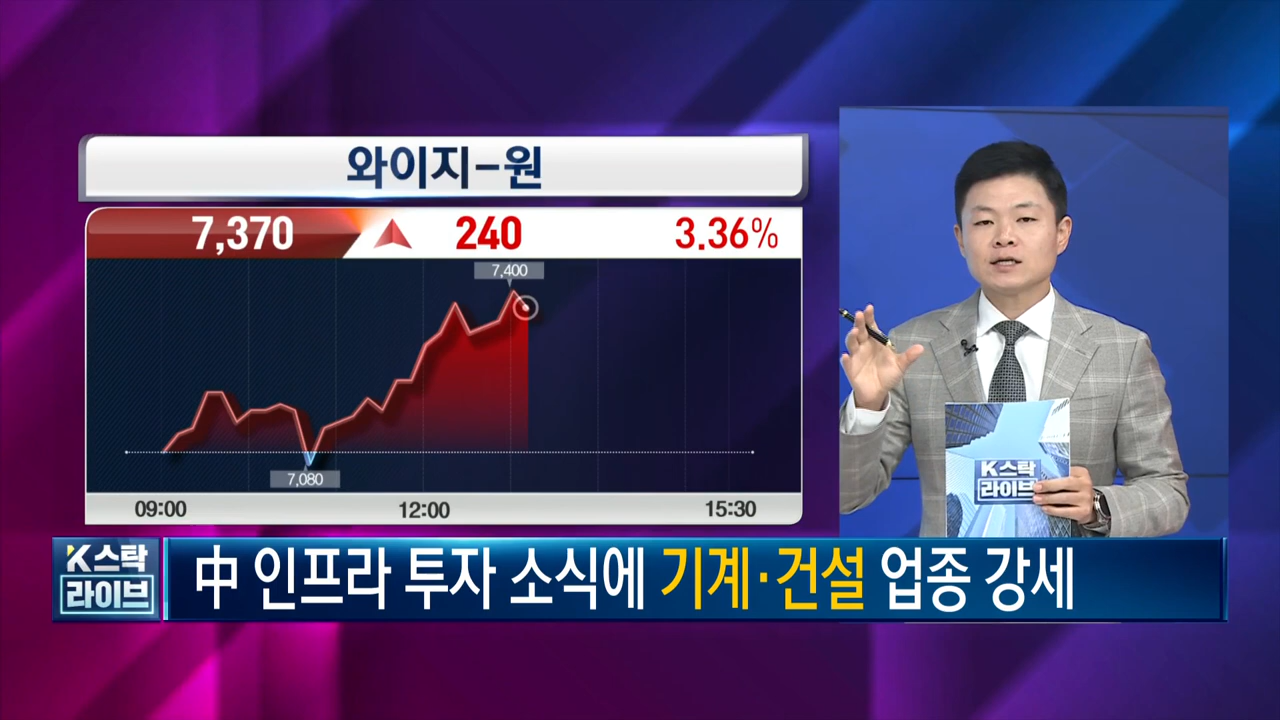 와이지-원
7,370 240 3.36%
7,400
7,080
09:00 12:00 15:30
K스탁
라이브
K스탁
라이브
中 인프라 투자 소식에 기계·건설 업종 강세